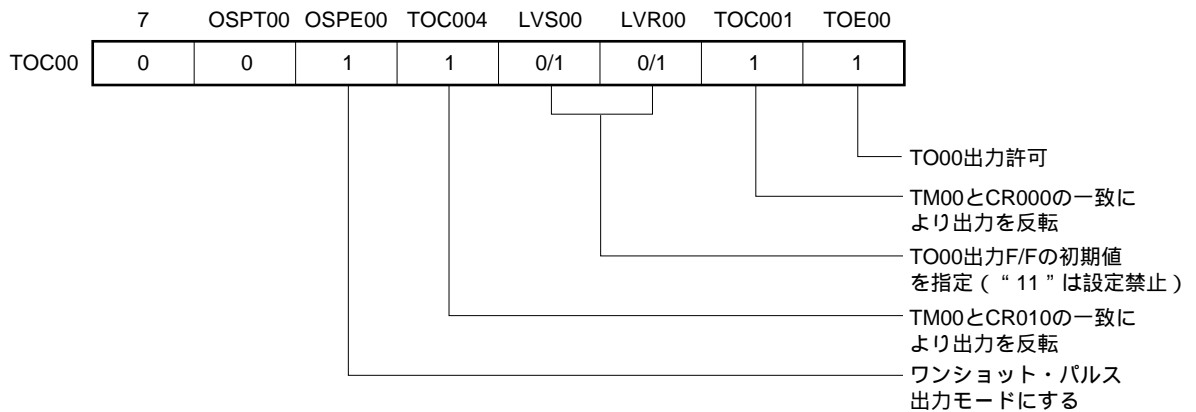 7 OSPT00 OSPE00 TOC004 LVS00 LVR00 TOC001 TOE00
TOC00 0 0 1 1 0/1 0/1 1 1
TO00出力許可
TM00とCR000の一致に
より出力を反転
TO00出力F/Fの初期値
を指定（“11”は設定禁止）
TM00とCR010の一致に
より出力を反転
ワンショット・パルス
出力モードにする